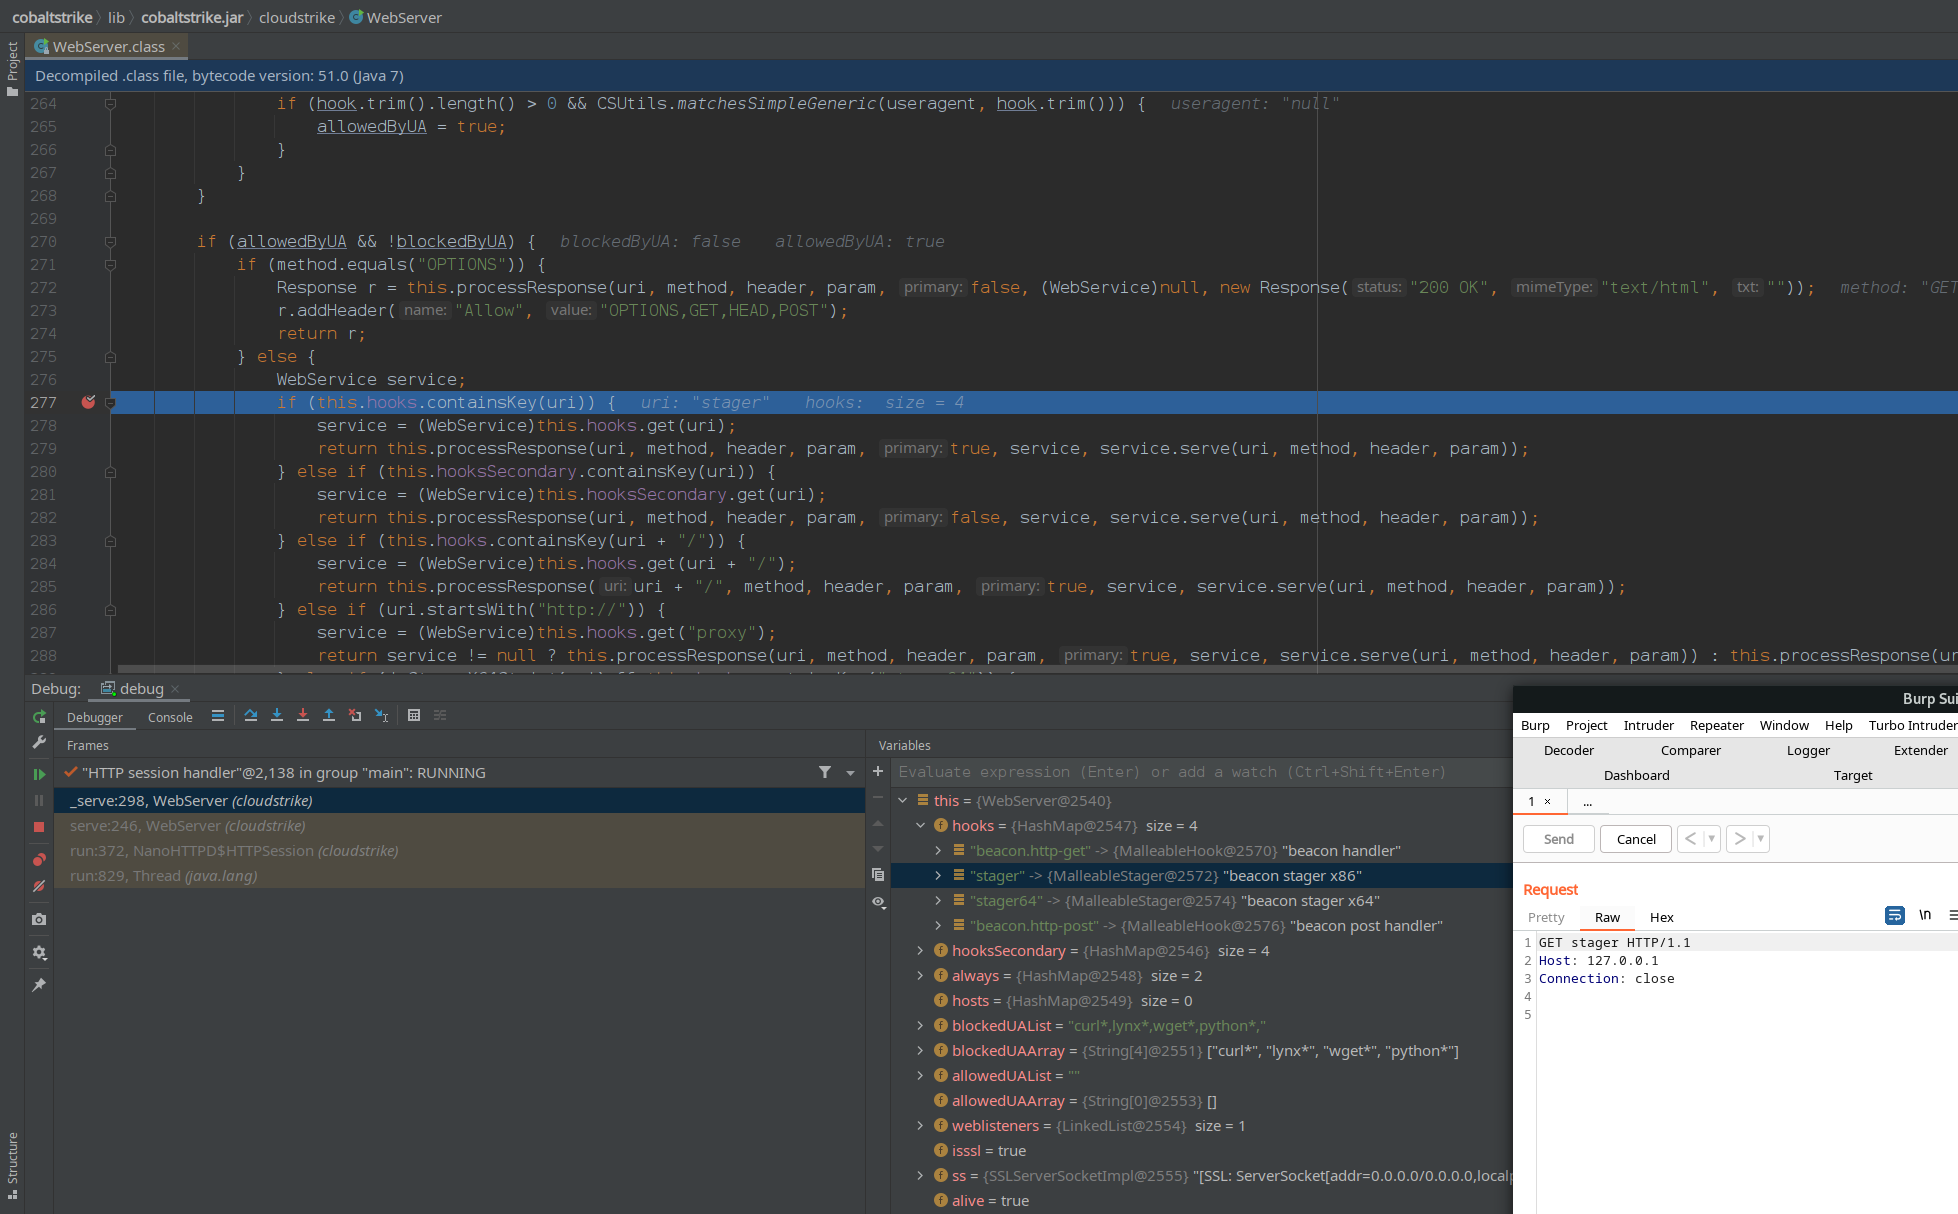 cobaltstrike lib cobaltstrike.jar cloudstrike WebServer
Project
WebServer.class
Decompiled .class file, bytecode version: 51.0 (Java 7)
264 if (hook.trim().length() > 0 && CSUtils.matchesSimpleGeneric(useragent, hook.trim())) { useragent: "null"
265 allowedByUA = true;
266 }
267 }
268 }
269
270 if (allowedByUA && !blockedByUA) { blockedByUA: false allowedByUA: true
271 if (method.equals("OPTIONS")) {
272 Response r = this.processResponse(uri, method, header, param, primary: false, (WebService)null, new Response( status: "200 OK", mimeType: "text/html", txt: "")); method: "GET
273 r.addHeader( name: "Allow", value: "OPTIONS,GET,HEAD,POST");
274 return r;
275 } else {
276 WebService service;
277 if (this.hooks.containsKey(uri)) { uri: "stager" hooks: size = 4
278 service = (WebService)this.hooks.get(uri);
279 return this.processResponse(uri, method, header, param, primary: true, service, service.serve(uri, method, header, param));
280 } else if (this.hooksSecondary.containsKey(uri)) {
281 service = (WebService)this.hooksSecondary.get(uri);
282 return this.processResponse(uri, method, header, param, primary: false, service, service.serve(uri, method, header, param));
283 } else if (this.hooks.containsKey(uri + "/")) {
284 service = (WebService)this.hooks.get(uri + "/");
285 return this.processResponse( uri: uri + "/", method, header, param, primary: true, service, service.serve(uri, method, header, param));
286 } else if (uri.startsWith("http://")) {
287 service = (WebService)this.hooks.get("proxy");
288 return service != null ? this.processResponse(uri, method, header, param, primary: true, service, service.serve(uri, method, header, param)) : this.processResponse(ur
Debug: debug
Debugger Console
Frames
"HTTP session handler"@2,138 in group "main": RUNNING
_serve:298, WebServer (cloudstrike)
serve:246, WebServer (cloudstrike)
run:372, NanoHTTPD$HTTPSession (cloudstrike)
run:829, Thread (java.lang)
Structure
Variables
Evaluate expression (Enter) or add a watch (Ctrl+Shift+Enter)
this = {WebServer@2540}
hooks = {HashMap@2547} size = 4
"beacon.http-get" -> {MalleableHook@2570} "beacon handler"
"stager" -> {MalleableStager@2572} "beacon stager x86"
"stager64" -> {MalleableStager@2574} "beacon stager x64"
"beacon.http-post" -> {MalleableHook@2576} "beacon post handler"
hooksSecondary = {HashMap@2546} size = 4
always = {HashMap@2548} size = 2
hosts = {HashMap@2549} size = 0
blockedUAList = "curl*,lynx*,wget*,python*,"
blockedUAArray = {String[4]@2551} ["curl*", "lynx*", "wget*", "python*"]
allowedUAList = ""
allowedUAArray = {String[0]@2553} []
weblisteners = {LinkedList@2554} size = 1
isssl = true
ss = {SSLServerSocketImpl@2555} "[SSL: ServerSocket[addr=0.0.0.0/0.0.0.0,localp
alive = true
Burp Sui
Burp Project Intruder Repeater Window Help Turbo Intruder
Decoder Comparer Logger Extender
Dashboard Target
1 × ...
Send Cancel < >
Request
Pretty Raw Hex \n
1 GET stager HTTP/1.1
2 Host: 127.0.0.1
3 Connection: close
4
5